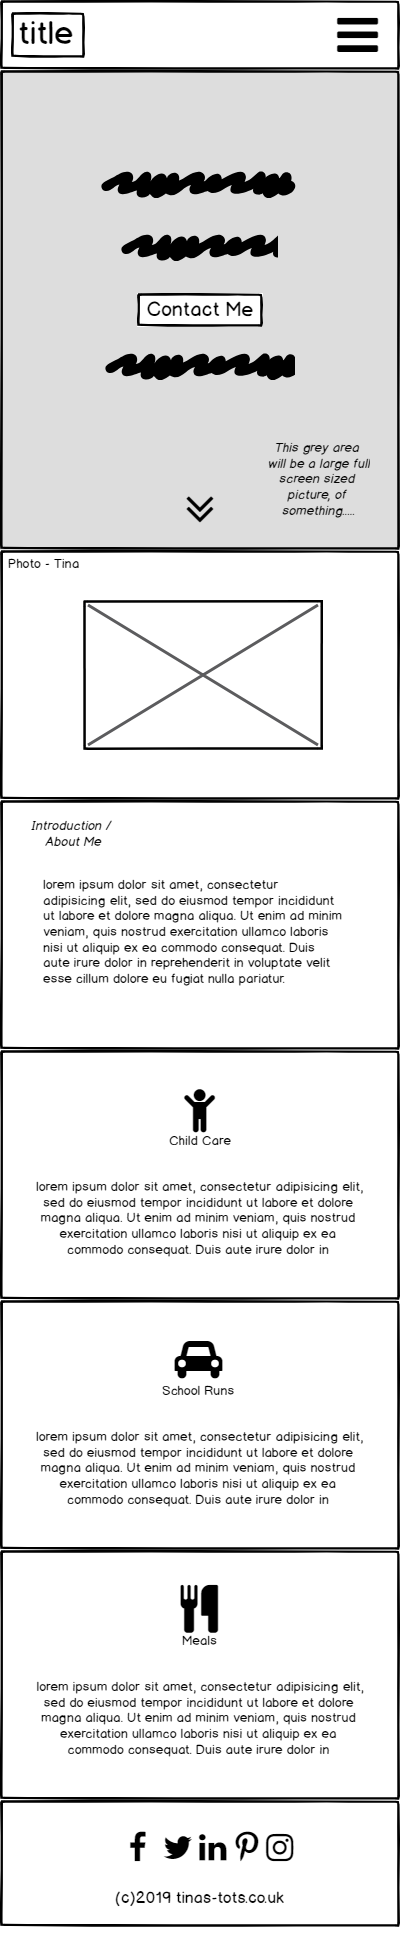 title
Contact Me
This grey area
will be a large full
screen sized
picture, of
something.....
Photo - Tina
Introduction /
About Me
lorem ipsum dolor sit amet, consectetur
adipisicing elit, sed do eiusmod tempor incididunt
ut labore et dolore magna aliqua. Ut enim ad minim
veniam, quis nostrud exercitation ullamco laboris
nisi ut aliquip ex ea commodo consequat. Duis
aute irure dolor in reprehenderit in voluptate velit
esse cillum dolore eu fugiat nulla pariatur.
Child Care
lorem ipsum dolor sit amet, consectetur adipisicing elit,
sed do eiusmod tempor incididunt ut labore et dolore
magna aliqua. Ut enim ad minim veniam, quis nostrud
exercitation ullamco laboris nisi ut aliquip ex ea
commodo consequat. Duis aute irure dolor in
School Runs
lorem ipsum dolor sit amet, consectetur adipisicing elit,
sed do eiusmod tempor incididunt ut labore et dolore
magna aliqua. Ut enim ad minim veniam, quis nostrud
exercitation ullamco laboris nisi ut aliquip ex ea
commodo consequat. Duis aute irure dolor in
Meals
lorem ipsum dolor sit amet, consectetur adipisicing elit,
sed do eiusmod tempor incididunt ut labore et dolore
magna aliqua. Ut enim ad minim veniam, quis nostrud
exercitation ullamco laboris nisi ut aliquip ex ea
commodo consequat. Duis aute irure dolor in
(c)2019 tinas-tots.co.uk